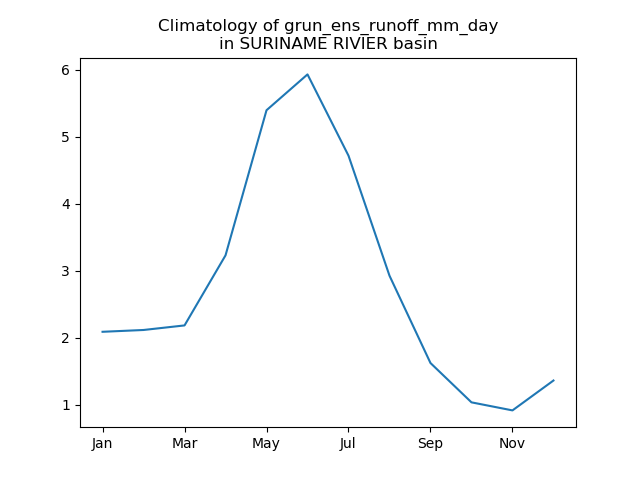 Climatology of grun_ens_runoff_mm_day
in SURINAME RIVIER basin
6
5
4
3
2
1
Jan Mar May Jul Sep Nov